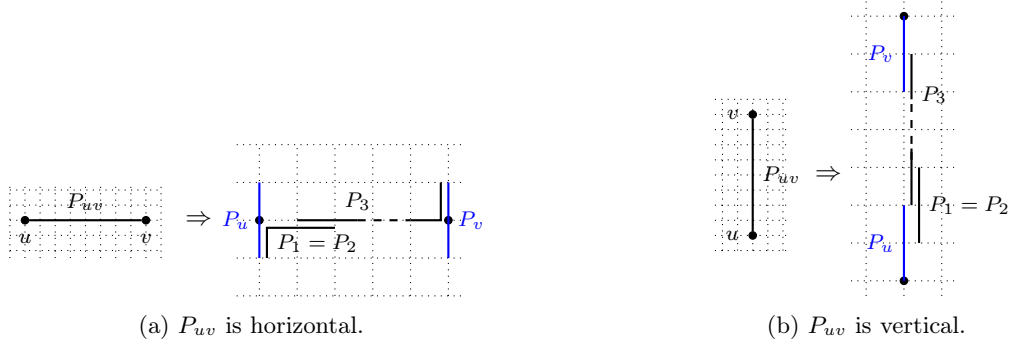 P_{uv}
u
v
⇒
P_u
P_3
P_1 = P_2
P_v
(a) P_{uv} is horizontal.
v
P_{uv}
u
⇒
P_v
P_3
P_1 = P_2
P_u
(b) P_{uv} is vertical.